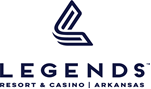 LEGENDS™
RESORT & CASINO | ARKANSAS